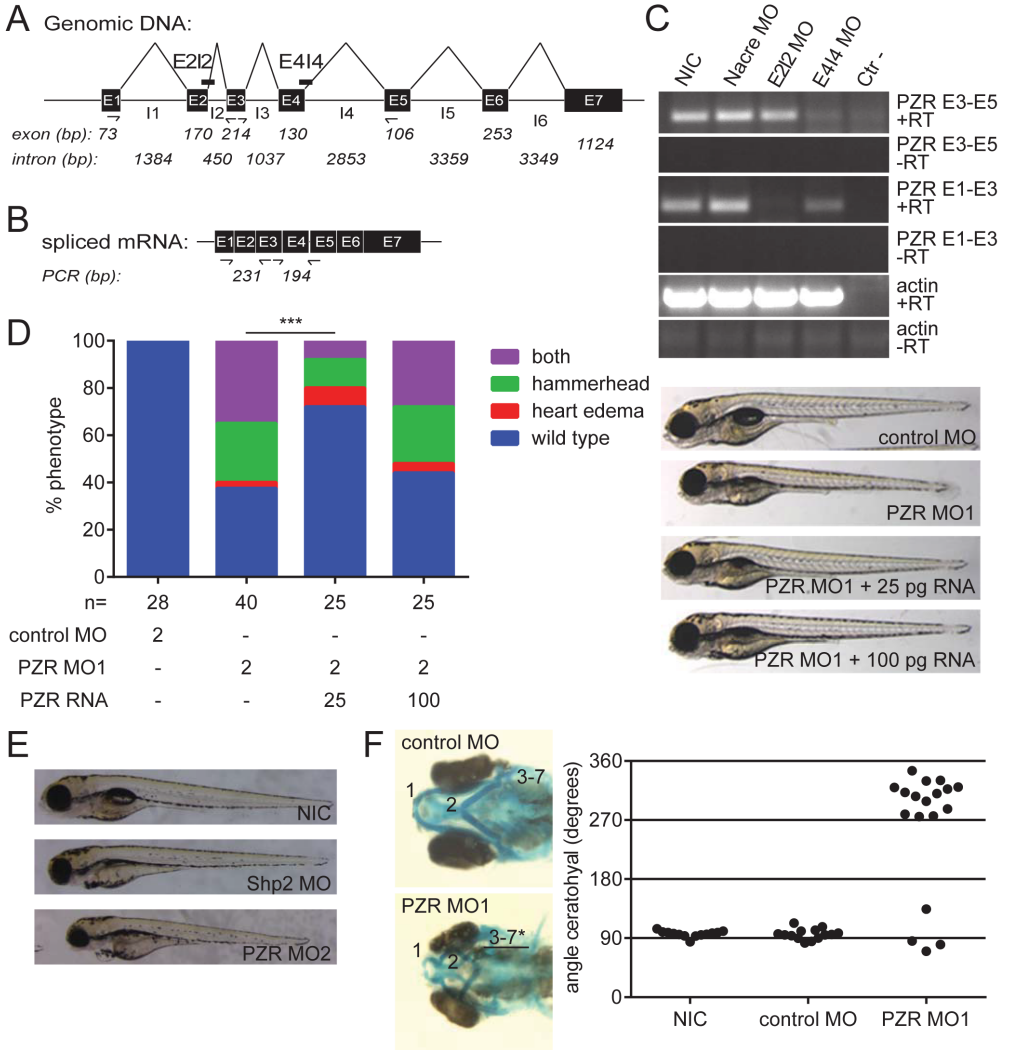 A
Genomic DNA:
E2I2
E4I4
E1 E2 E3 E4 E5 E6 E7
I1 I2 I3 I4 I5 I6
exon (bp): 73 170 214 130 106 253 1124
intron (bp): 1384 450 1037 2853 3359 3349
B
spliced mRNA:
E1 E2 E3 E4 E5 E6 E7
PCR (bp): 231 194
C
NIC
Nacre MO
E2I2 MO
E4I4 MO
Ctr -
PZR E3-E5
+RT
PZR E3-E5
-RT
PZR E1-E3
+RT
PZR E1-E3
-RT
actin
+RT
actin
-RT
D
***
% phenotype
100
80
60
40
20
0
both
hammerhead
heart edema
wild type
n= 28 40 25 25
control MO 2 - - -
PZR MO1 - 2 2 2
PZR RNA - - 25 100
control MO
PZR MO1
PZR MO1 + 25 pg RNA
PZR MO1 + 100 pg RNA
E
NIC
Shp2 MO
PZR MO2
F
control MO
1
2
3-7
PZR MO1
1
2
3-7*
angle ceratohyal (degrees)
360
270
180
90
0
NIC control MO PZR MO1